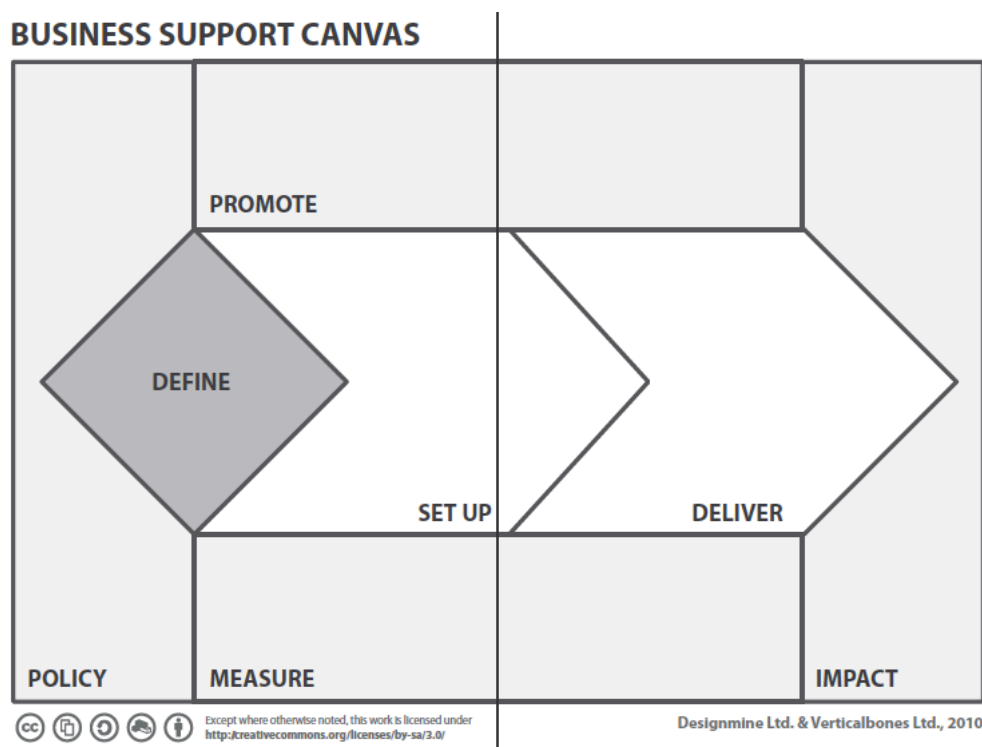 BUSINESS SUPPORT CANVAS
PROMOTE
DEFINE
SET UP
DELIVER
POLICY
MEASURE
IMPACT
cc
Except where otherwise noted, this work is licensed under
http:/creativecommons.org/licenses/by-sa/3.0/
Designmine Ltd. & Verticalbones Ltd., 2010